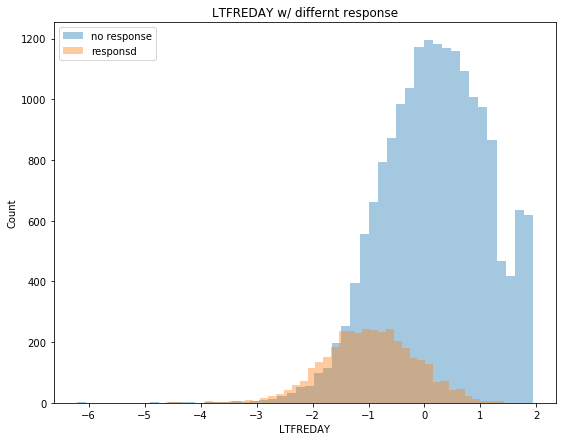 LTFREDAY w/ differnt response
no response
responsd
1200
1000
800
600
400
200
0
Count
−6 −5 −4 −3 −2 −1 0 1 2
LTFREDAY